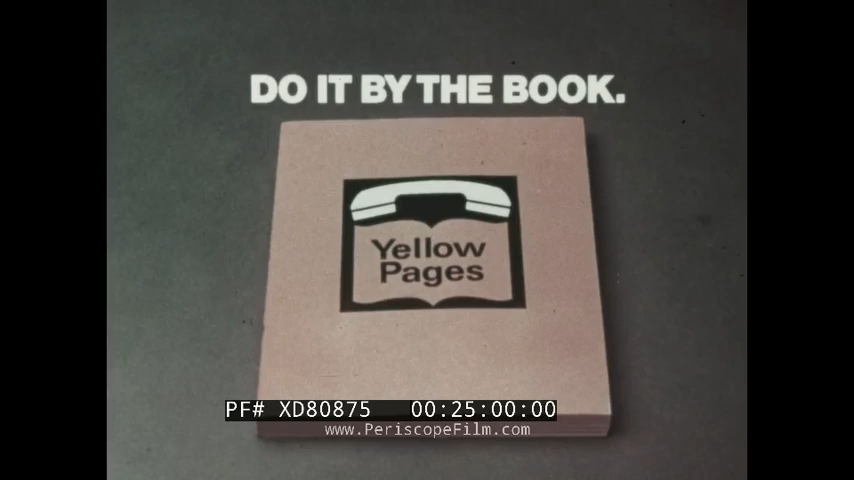 DO IT BY THE BOOK.
Yellow
Pages
PF# XD80875 00:25:00:00
www.PeriscopeFilm.com